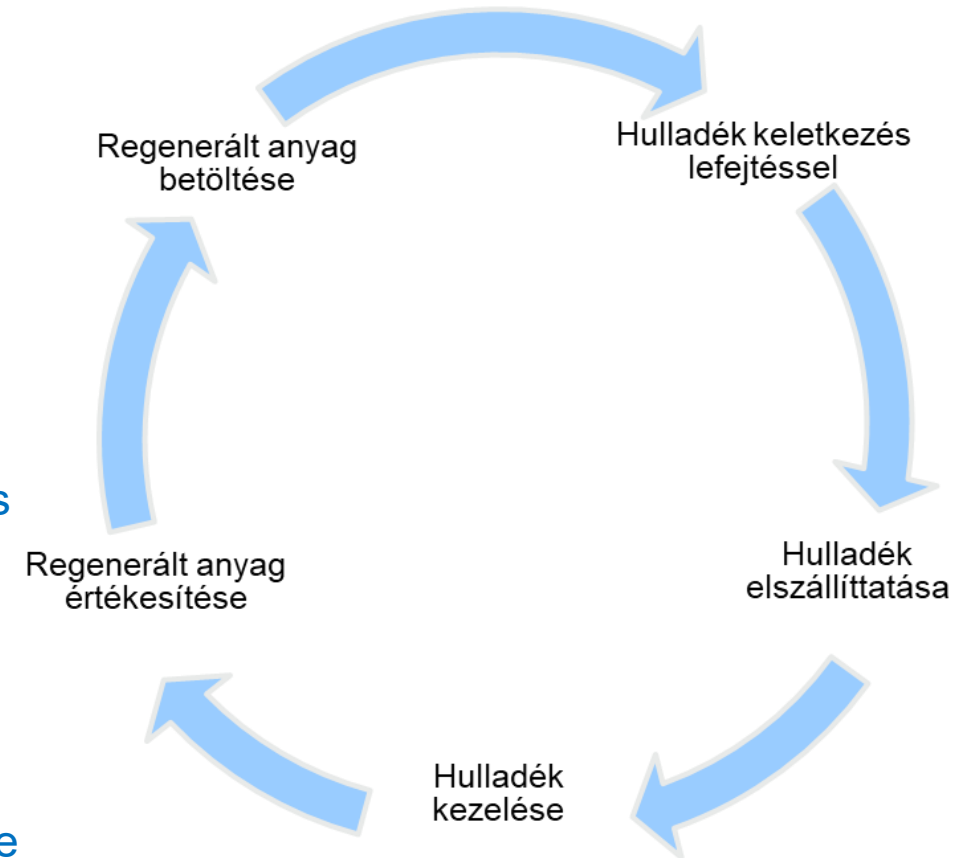 Regenerált anyag
betöltése
Hulladék keletkezés
lefejtéssel
Hulladék
elszállíttatása
Hulladék
kezelése
Regenerált anyag
értékesítése
s
e